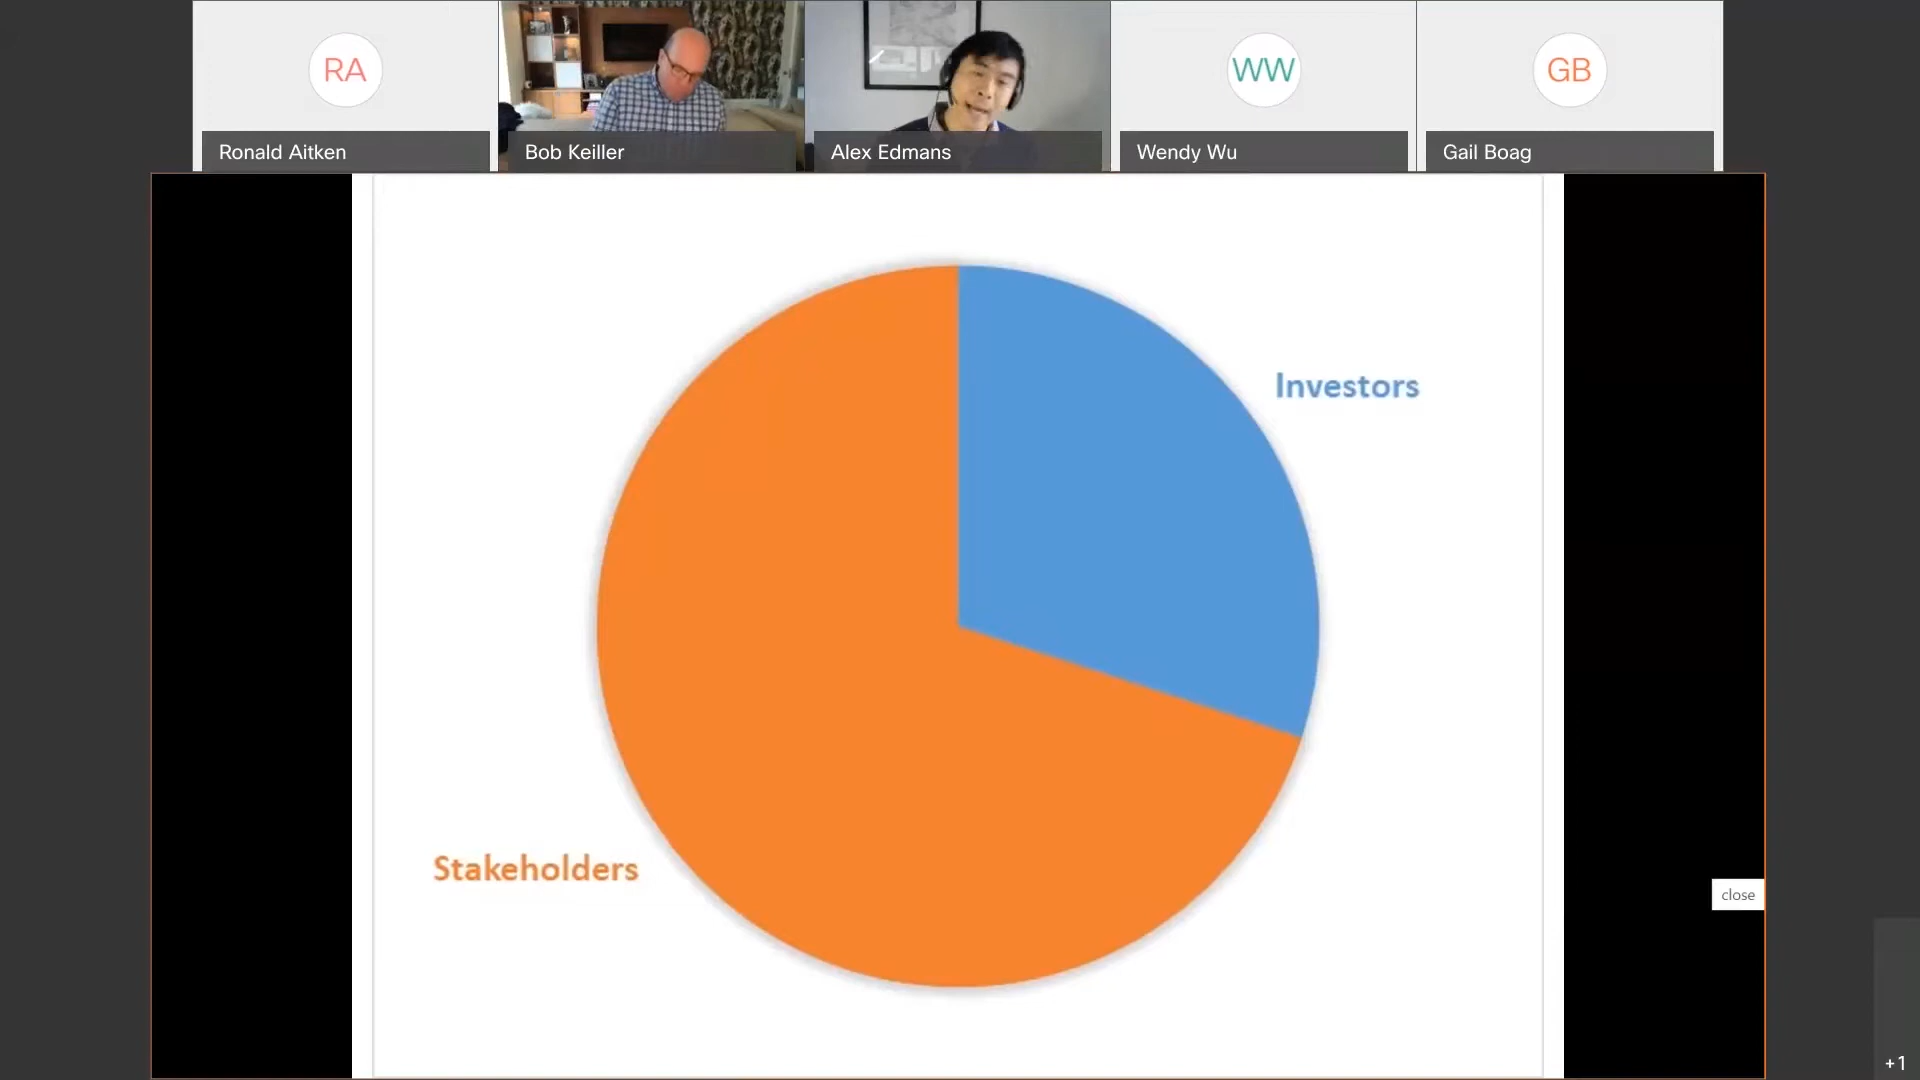 RA
WW
GB
Ronald Aitken
Bob Keiller
Alex Edmans
Wendy Wu
Gail Boag
Investors
Stakeholders
close
+1